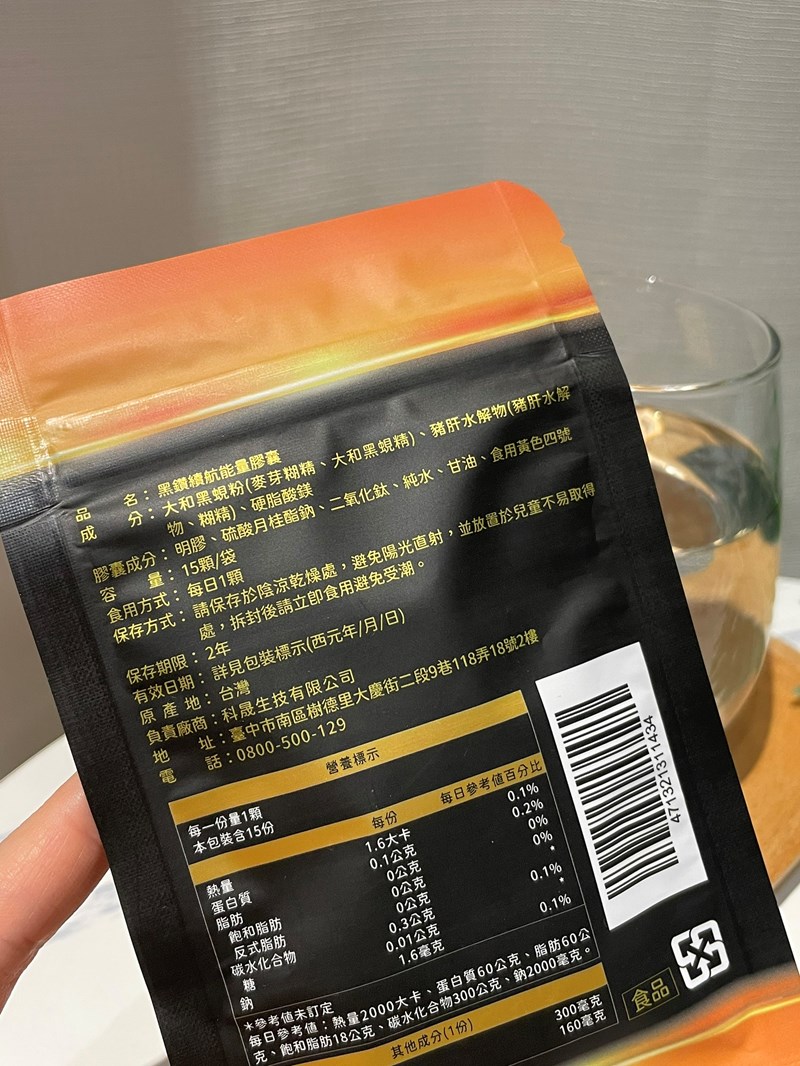 品名：黑鑽續航能量膠囊
成分：大和黑蜆粉(麥芽糊精、大和黑蜆精)、豬肝水解物(豬肝水解
物、糊精)、硬脂酸鎂
膠囊成分：明膠、硫酸月桂酯鈉、二氧化鈦、純水、甘油、食用黃色四號
容量：15顆/袋
食用方式：每日1顆
保存方式：請保存於陰涼乾燥處，避免陽光直射，並放置於兒童不易取得
處，拆封後請立即食用避免受潮。
保存期限：2年
有效日期：詳見包裝標示(西元年/月/日)
原產地：台灣
負責廠商：科晟生技有限公司
地址：臺中市南區樹德里大慶街二段9巷118弄18號2樓
電話：0800-500-129
營養標示
每一份量1顆
本包裝含15份
每份 每日參考值百分比
熱量 1.6大卡 0.1%
蛋白質 0.1公克 0.2%
脂肪 0公克 0%
飽和脂肪 0公克 0%
反式脂肪 0公克 *
碳水化合物 0.3公克 0.1%
糖 0.01公克 *
鈉 1.6毫克 0.1%
*參考值未訂定
每日參考值：熱量2000大卡、蛋白質60公克、脂肪60公
克、飽和脂肪18公克、碳水化合物300公克、鈉2000毫克。
其他成分(1份)
300毫克
160毫克
4713213111434
食品